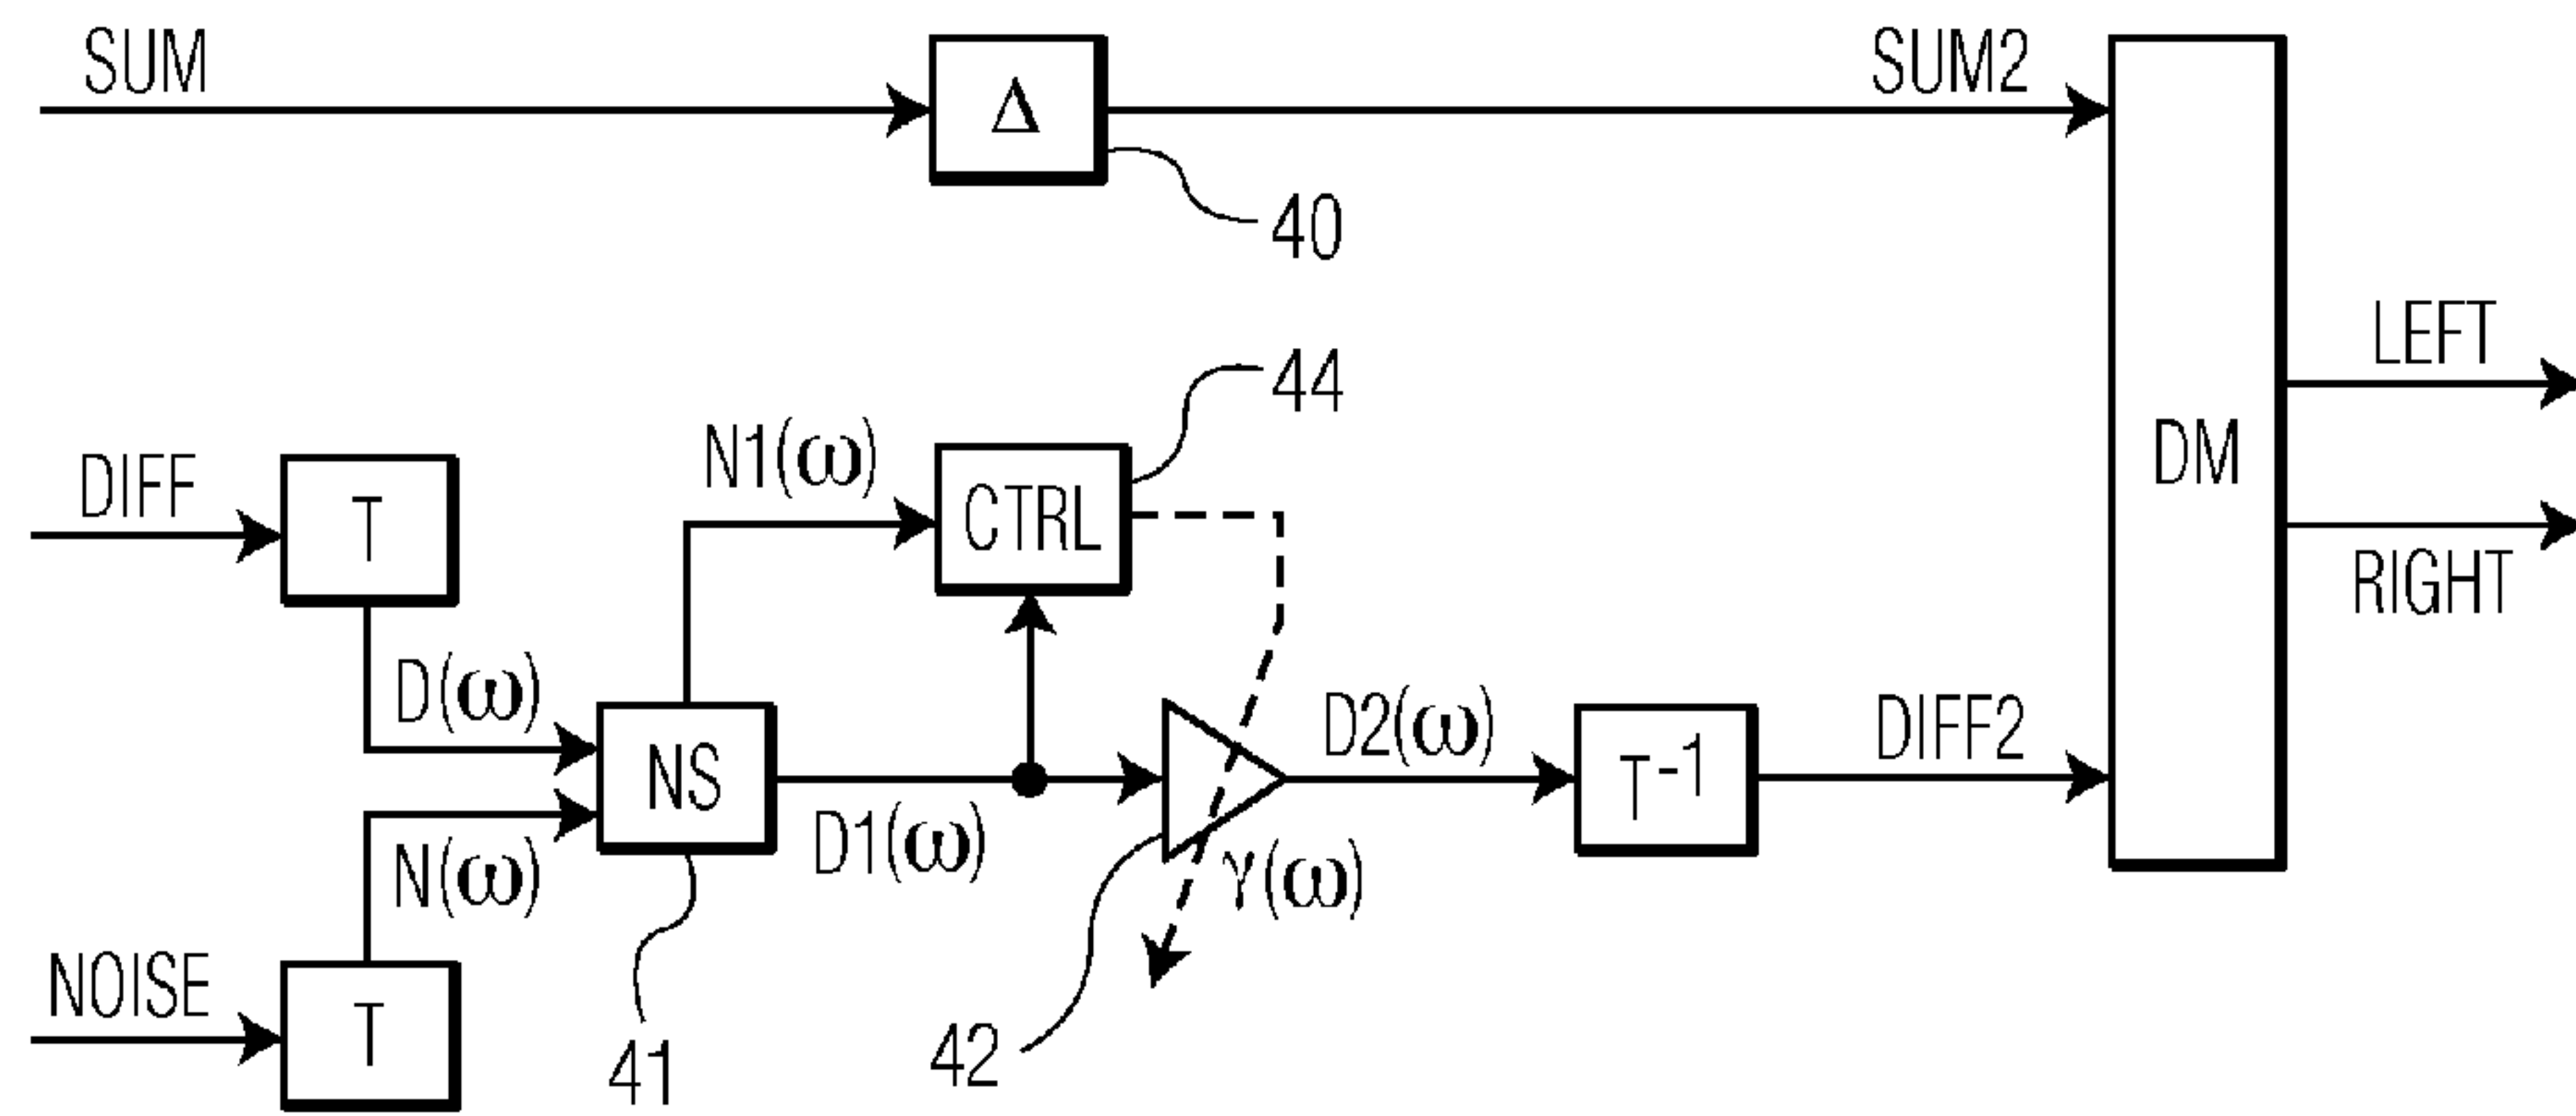 SUM
Δ
SUM2
40
DM
LEFT
RIGHT
44
N1(ω)
CTRL
DIFF
T
D(ω)
NS
D1(ω)
D2(ω)
T-1
DIFF2
γ(ω)
N(ω)
NOISE
T
41
42